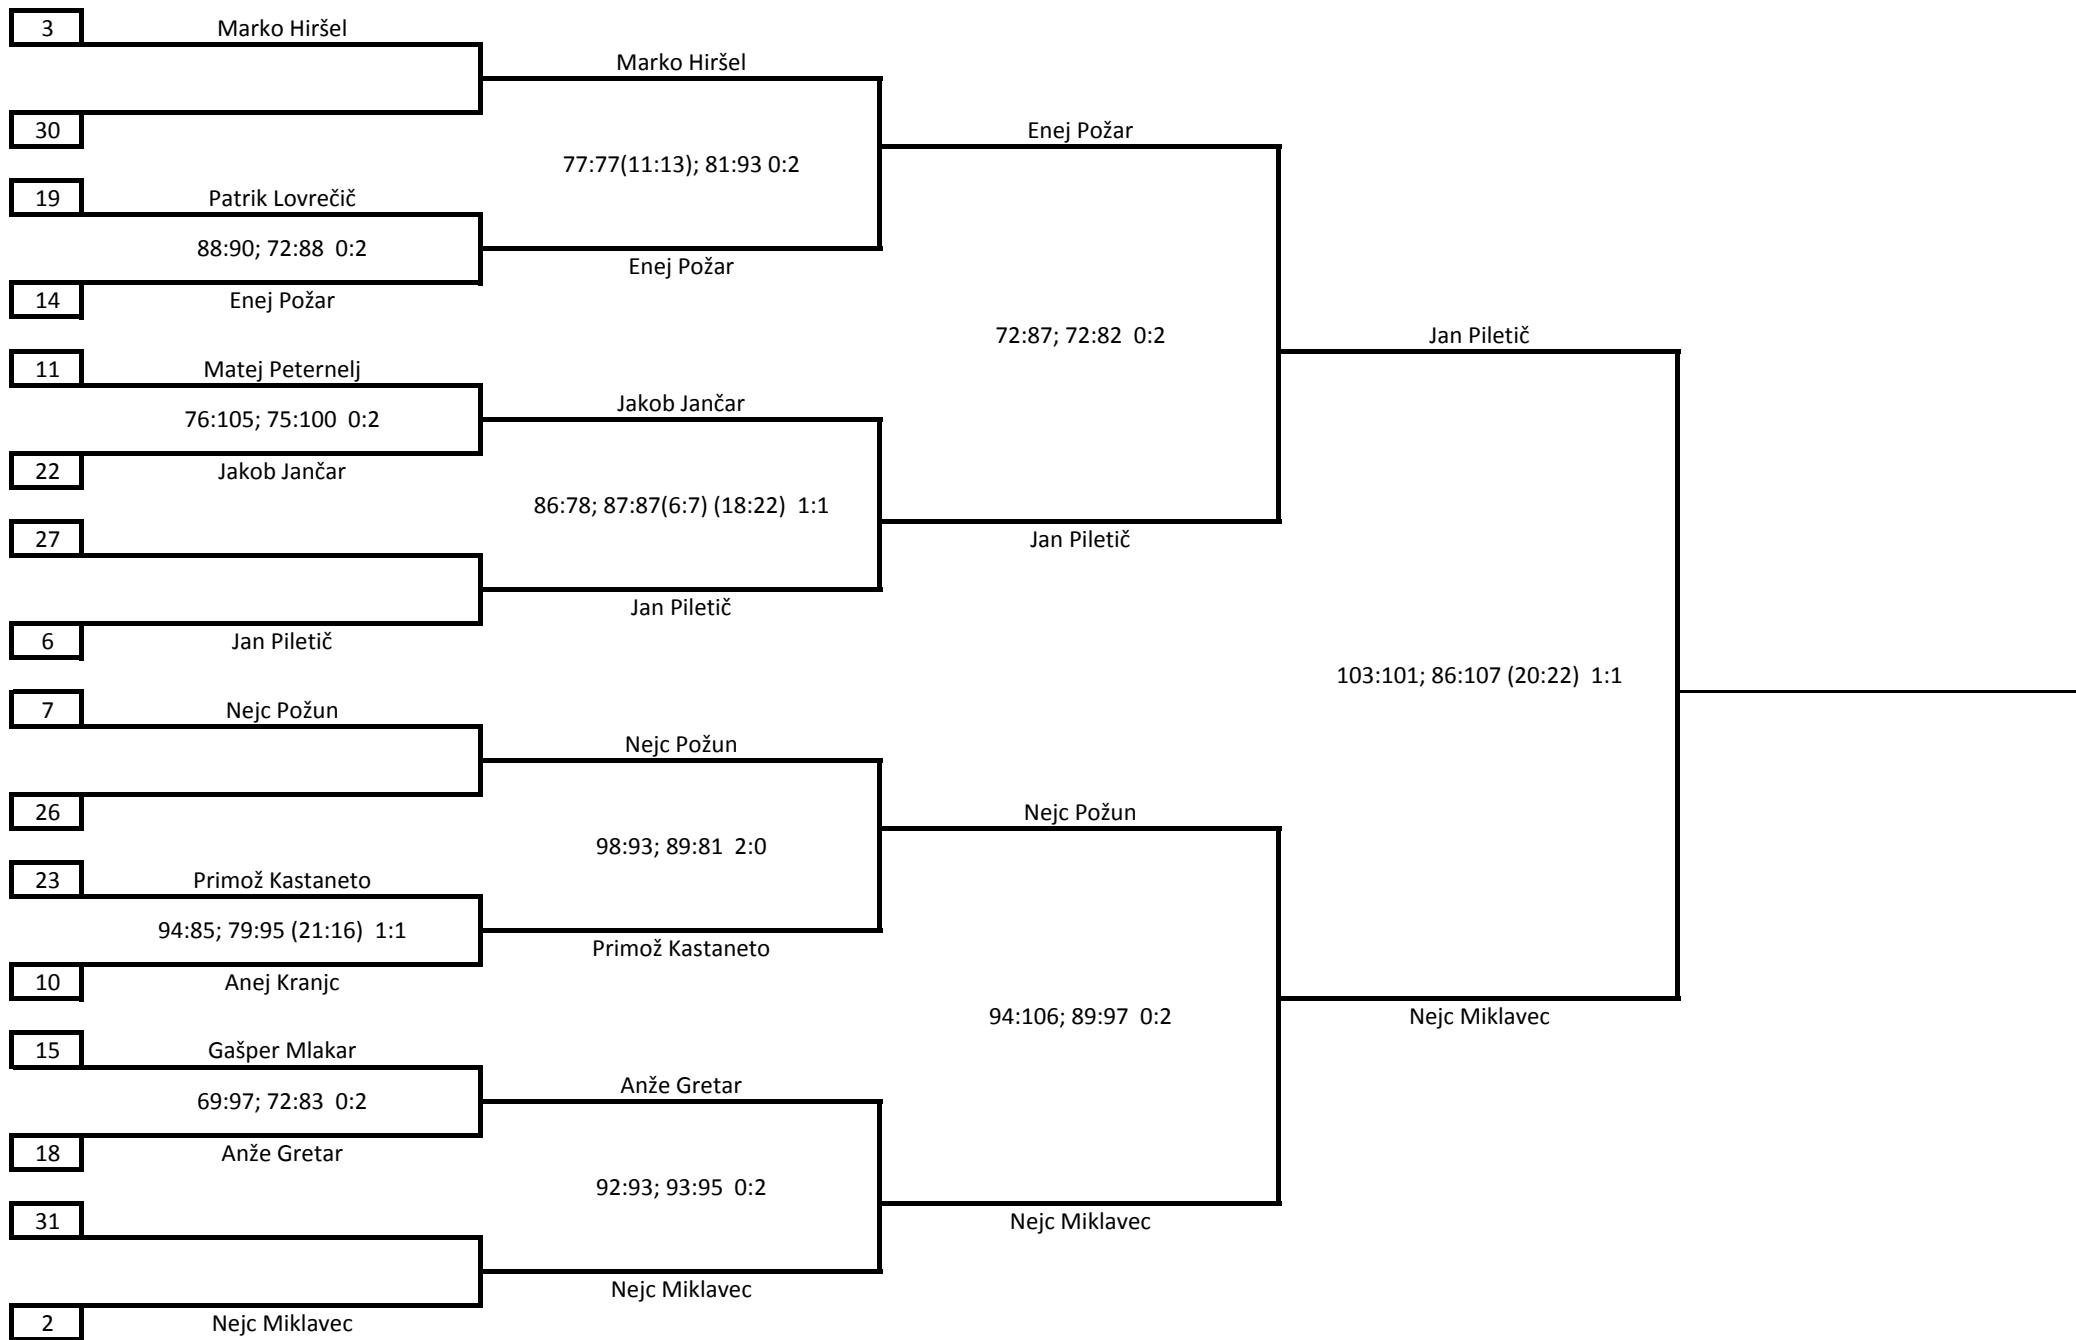 3 Marko Hiršel
Marko Hiršel
30
Enej Požar
77:77(11:13); 81:93 0:2
19 Patrik Lovrečič
88:90; 72:88 0:2
Enej Požar
14 Enej Požar
72:87; 72:82 0:2
Jan Piletič
11 Matej Peternelj
Jakob Jančar
76:105; 75:100 0:2
22 Jakob Jančar
86:78; 87:87(6:7) (18:22) 1:1
27
Jan Piletič
Jan Piletič
6 Jan Piletič
103:101; 86:107 (20:22) 1:1
7 Nejc Požun
Nejc Požun
26
Nejc Požun
98:93; 89:81 2:0
23 Primož Kastaneto
94:85; 79:95 (21:16) 1:1
Primož Kastaneto
10 Anej Kranjc
94:106; 89:97 0:2
Nejc Miklavec
15 Gašper Mlakar
Anže Gretar
69:97; 72:83 0:2
18 Anže Gretar
92:93; 93:95 0:2
31
Nejc Miklavec
Nejc Miklavec
2 Nejc Miklavec